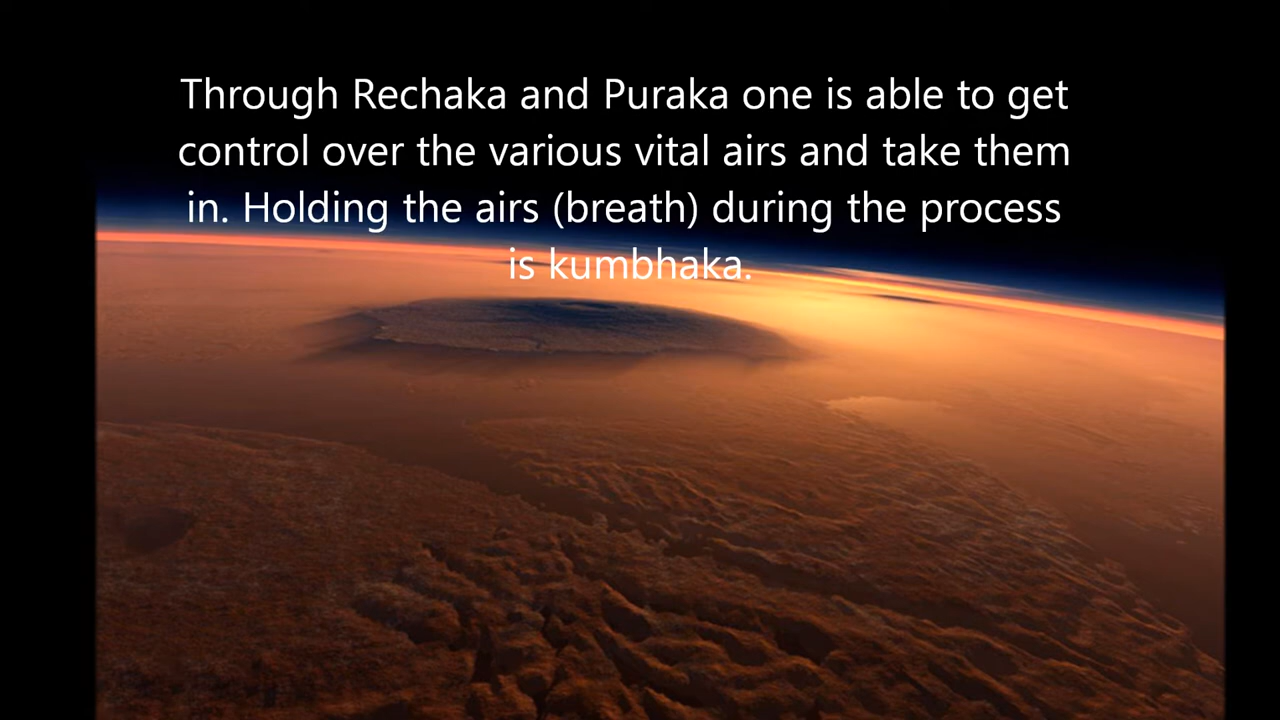 Through Rechaka and Puraka one is able to get
control over the various vital airs and take them
in. Holding the airs (breath) during the process
is kumbhaka.